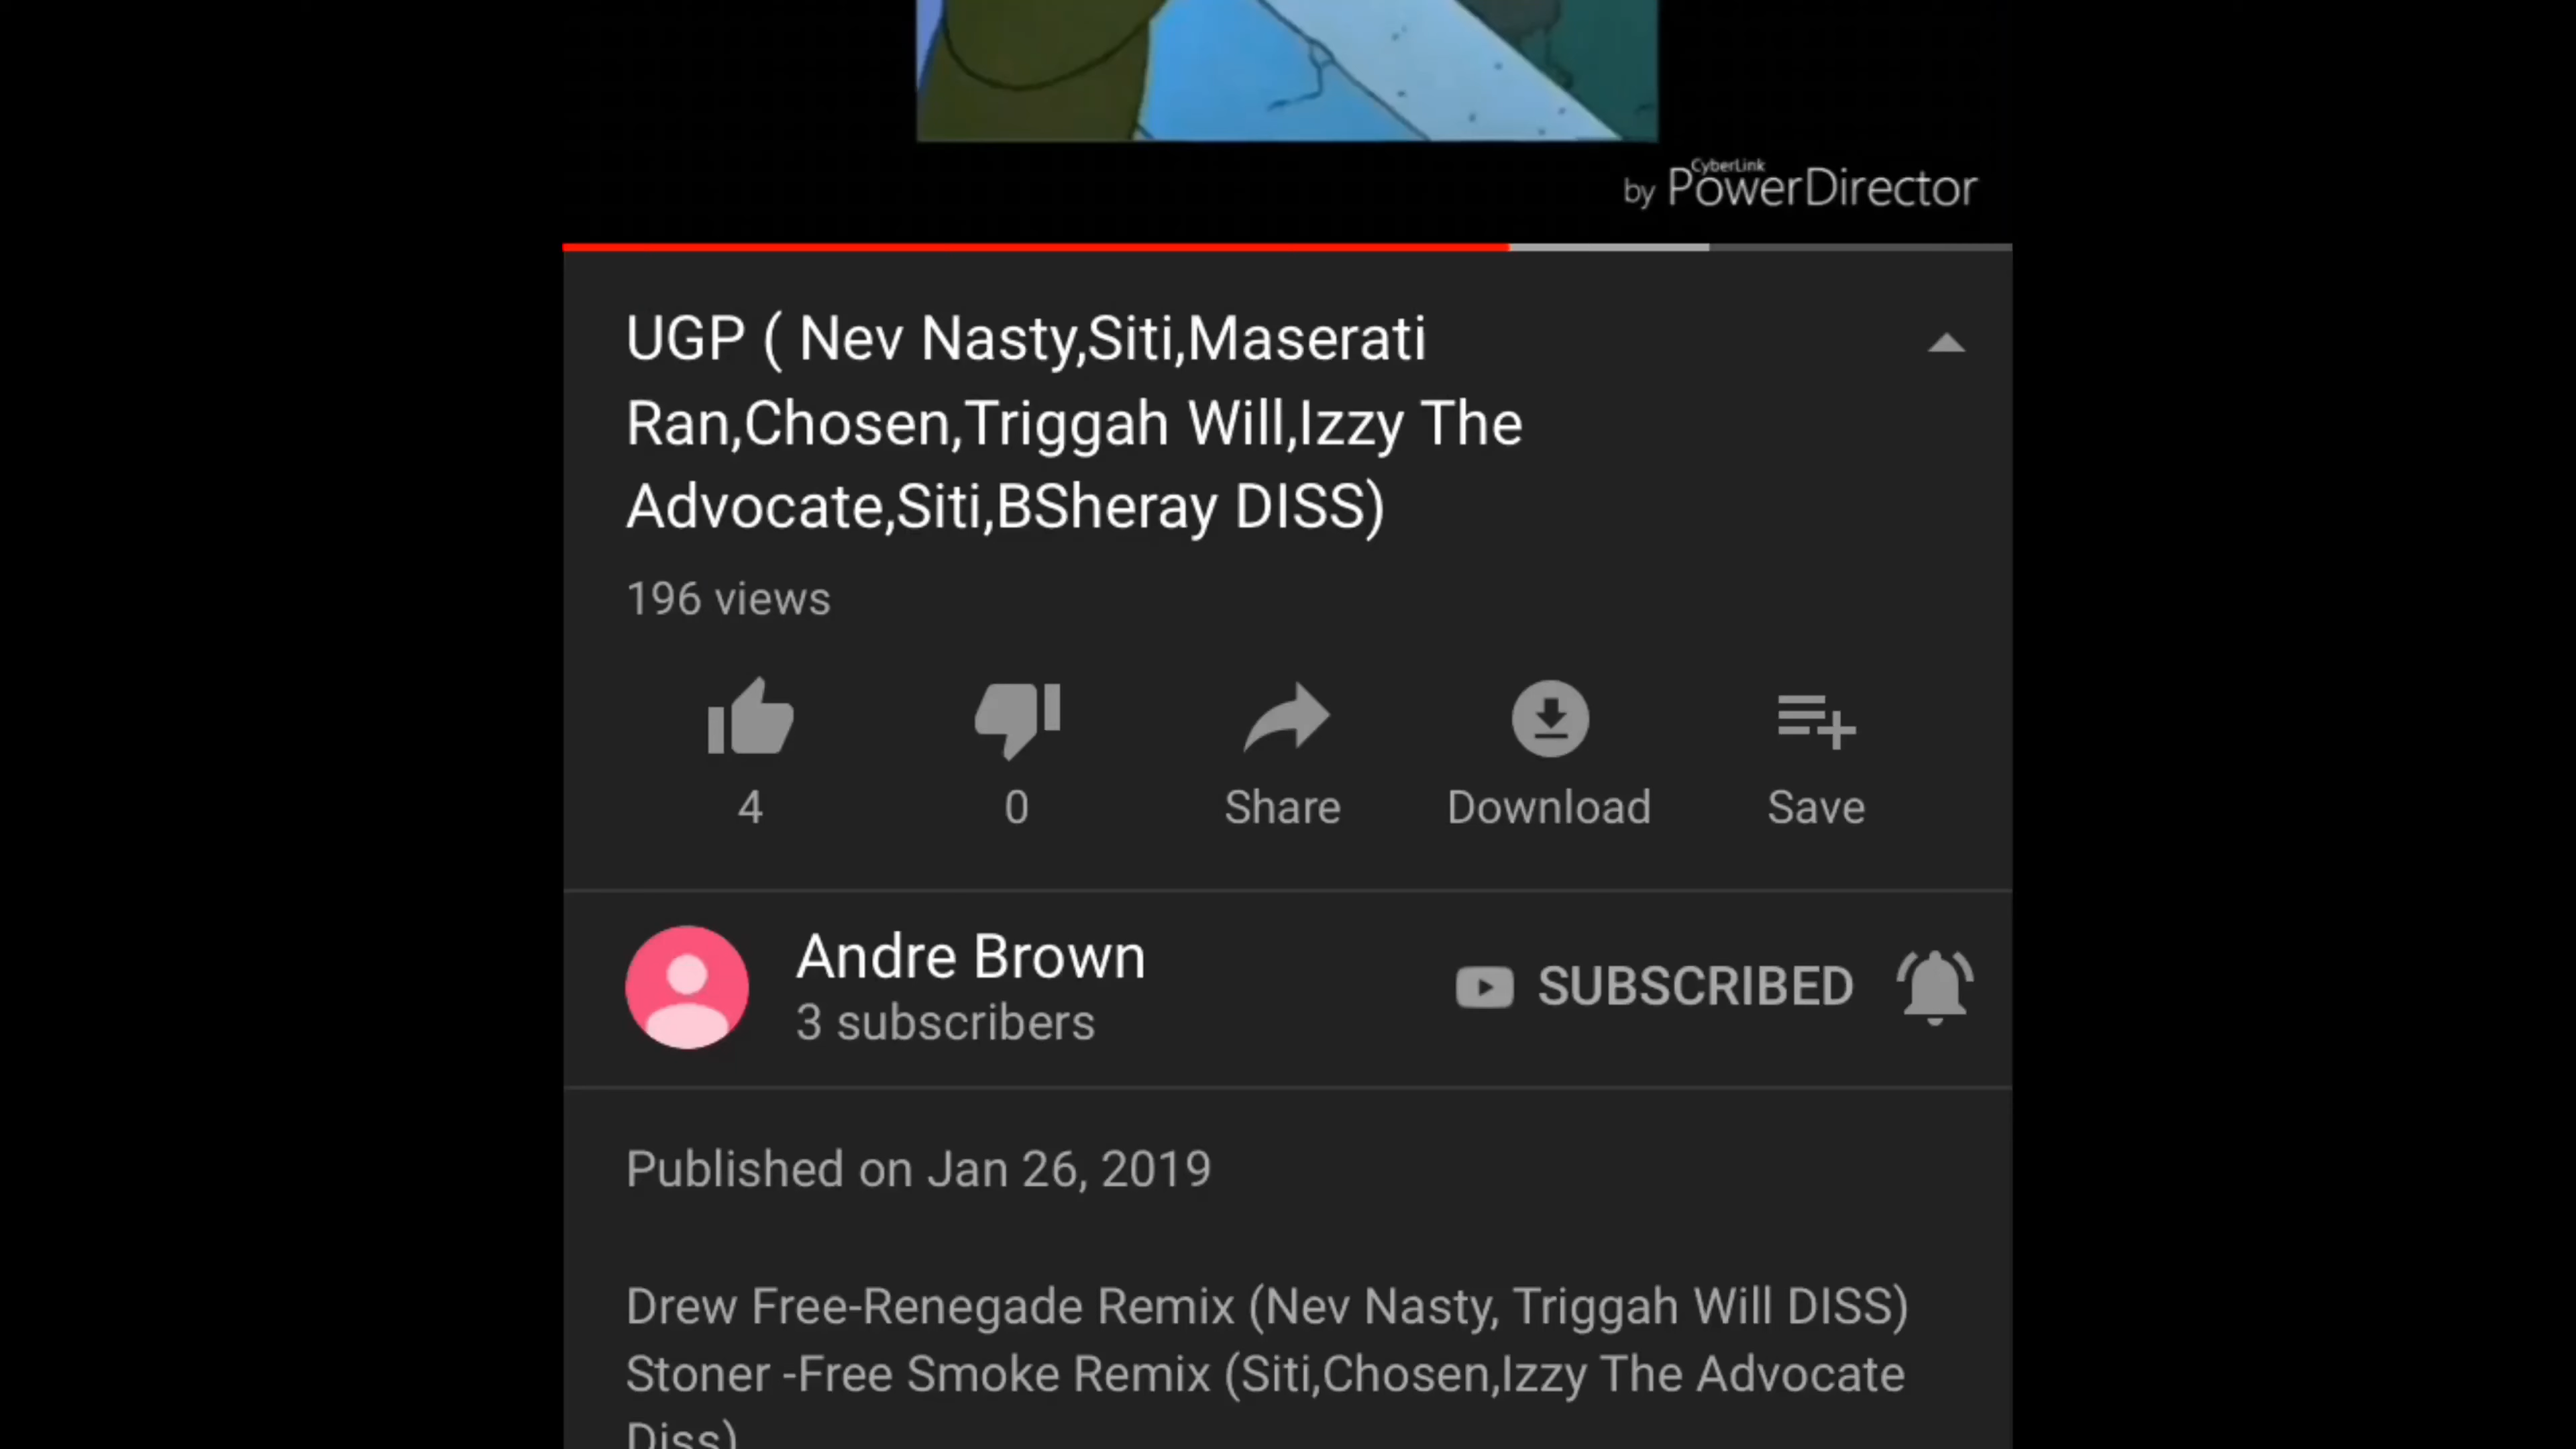 CyberLink
by PowerDirector
UGP ( Nev Nasty,Siti,Maserati
Ran,Chosen,Triggah Will,Izzy The
Advocate,Siti,BSheray DISS)
196 views
4 0 Share Download Save
Andre Brown
3 subscribers
SUBSCRIBED
Published on Jan 26, 2019
Drew Free-Renegade Remix (Nev Nasty, Triggah Will DISS)
Stoner -Free Smoke Remix (Siti,Chosen,Izzy The Advocate
Diss)